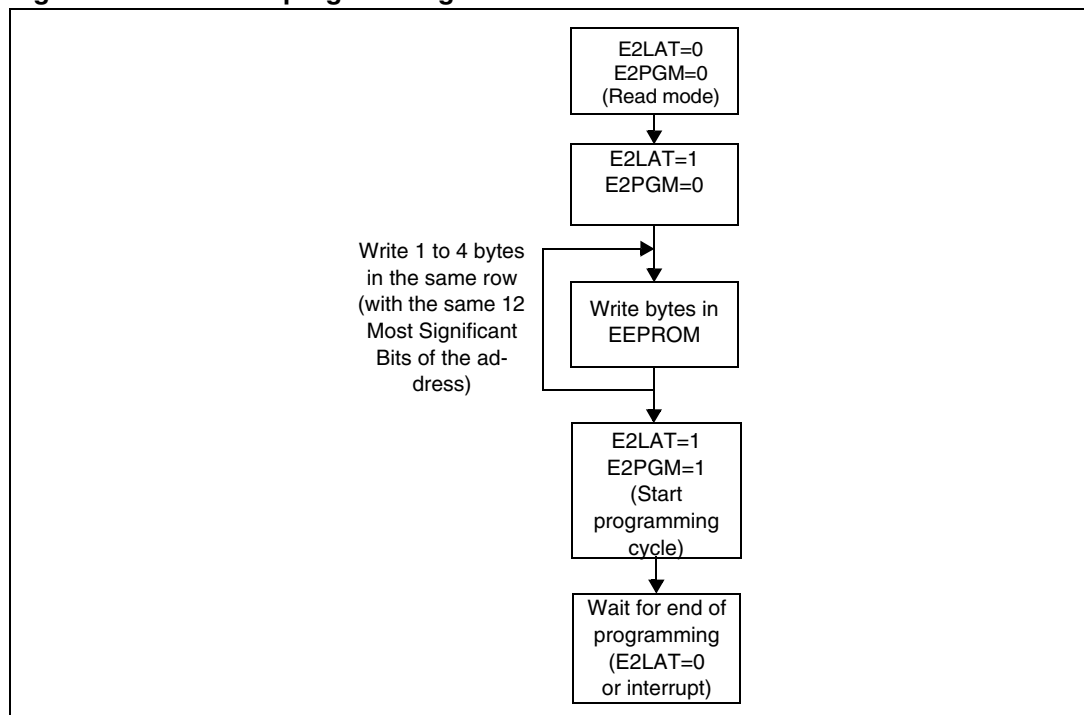 E2LAT=0
E2PGM=0
(Read mode)
E2LAT=1
E2PGM=0
Write 1 to 4 bytes
in the same row
(with the same 12
Most Significant
Bits of the ad-
dress)
Write bytes in
EEPROM
E2LAT=1
E2PGM=1
(Start
programming
cycle)
Wait for end of
programming
(E2LAT=0
or interrupt)